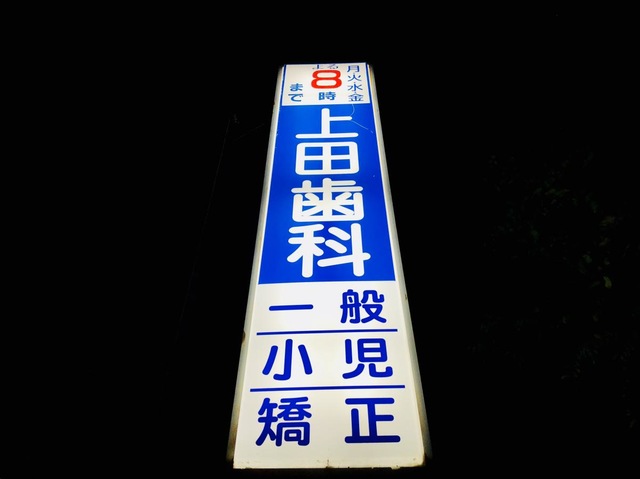 月火水金
よる
8時
まで
上田歯科
一般
小児
矯正